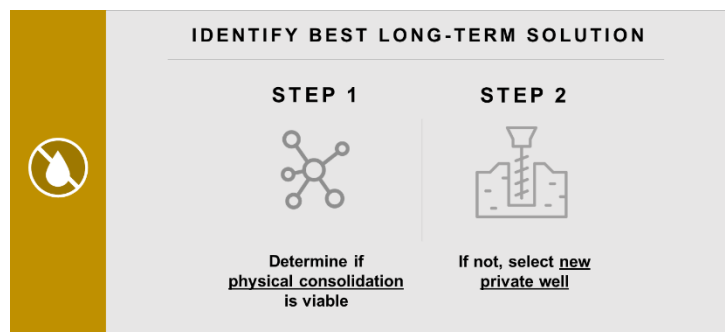 IDENTIFY BEST LONG-TERM SOLUTION
STEP 1
Determine if
physical consolidation
is viable
STEP 2
If not, select new
private well